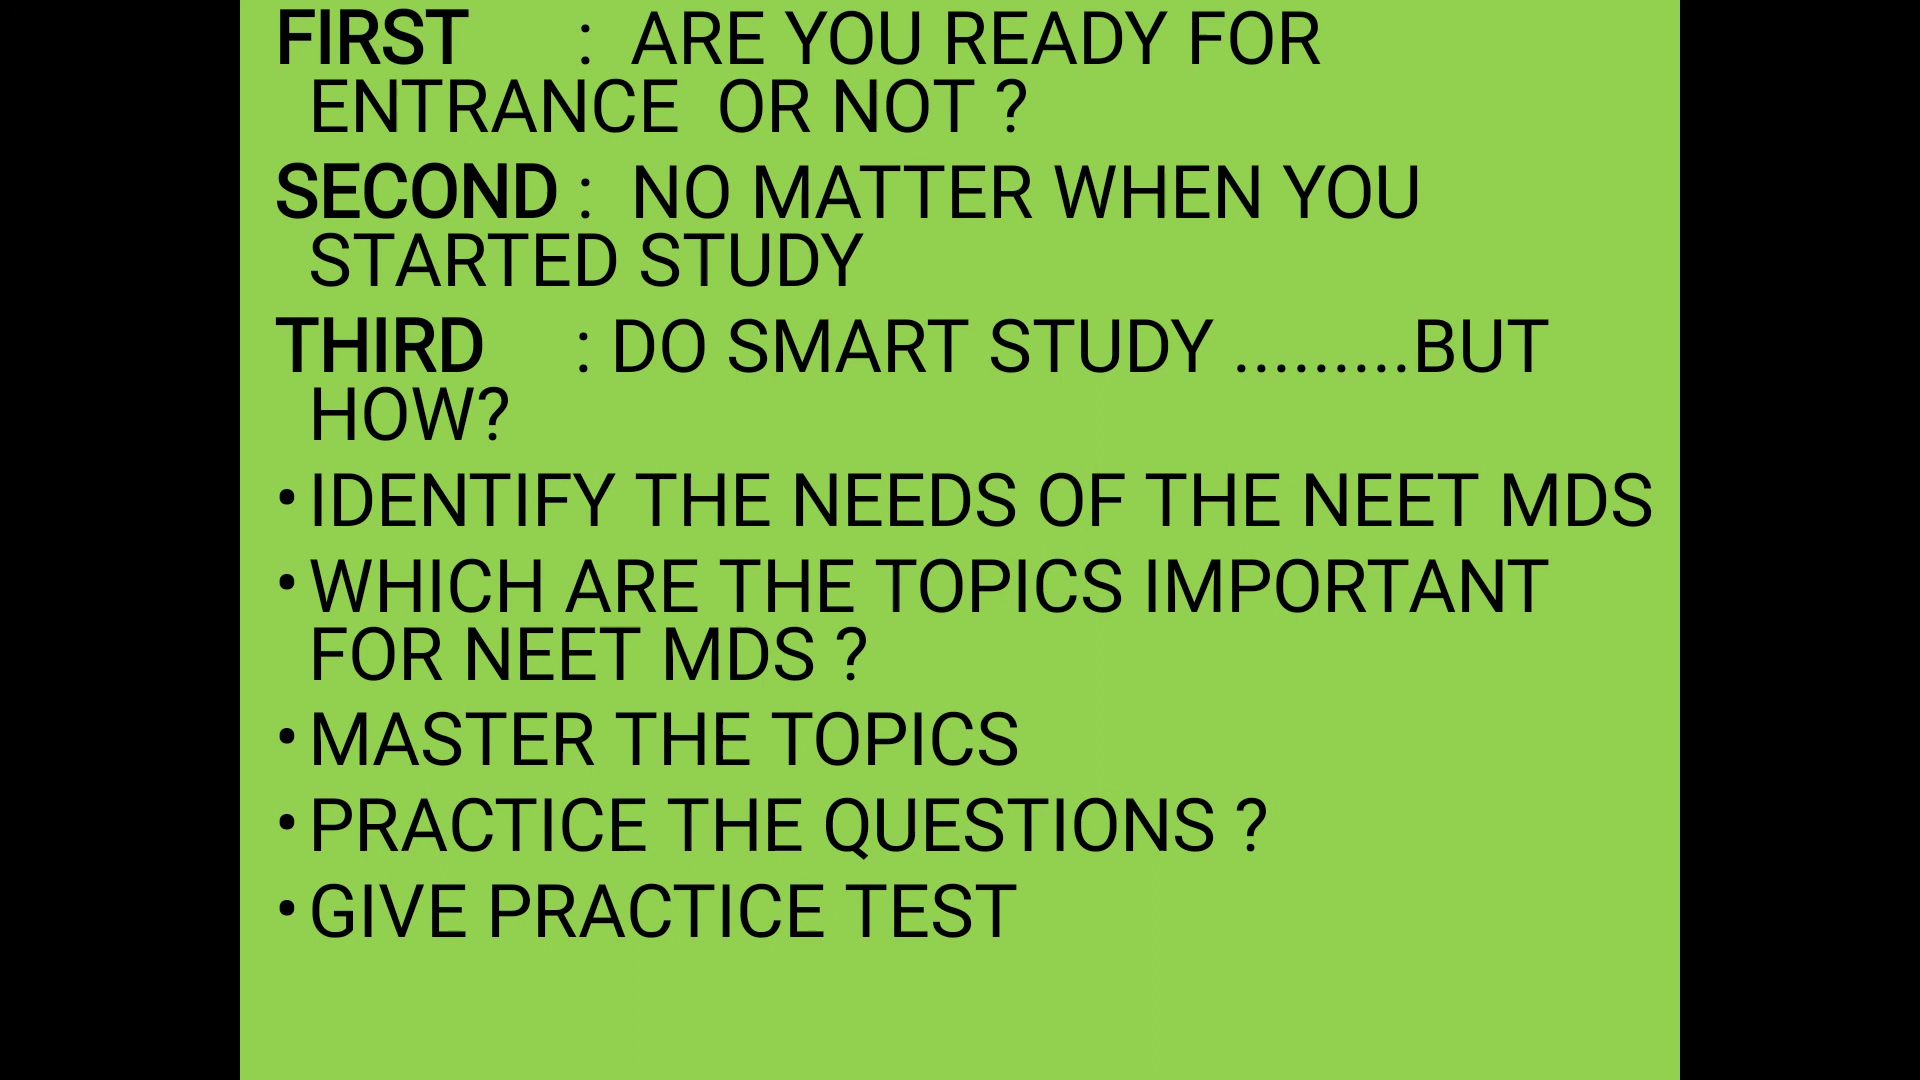 FIRST : ARE YOU READY FOR
ENTRANCE OR NOT ?
SECOND : NO MATTER WHEN YOU
STARTED STUDY
THIRD : DO SMART STUDY .........BUT
HOW?
• IDENTIFY THE NEEDS OF THE NEET MDS
• WHICH ARE THE TOPICS IMPORTANT
FOR NEET MDS ?
• MASTER THE TOPICS
• PRACTICE THE QUESTIONS ?
• GIVE PRACTICE TEST